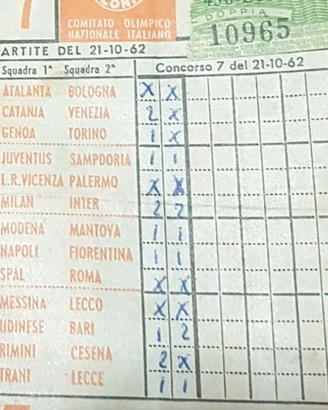 7
CONI
COMITATO OLIMPICO
NAZIONALE ITALIANO
DOPPIA
10965
PARTITE DEL 21-10-62
Squadra 1ª Squadra 2ª Concorso 7 del 21-10-62
ATALANTA BOLOGNA X X
CATANIA VENEZIA 2 X
GENOA TORINO 1 X
JUVENTUS SAMPDORIA 1 1
L.R.VICENZA PALERMO X X
MILAN INTER 2 2
MODENA MANTOVA 1 1
NAPOLI FIORENTINA 1 1
SPAL ROMA X X
MESSINA LECCO X X
UDINESE BARI 1 2
RIMINI CESENA 2 X
TRANI LECCE 1 1